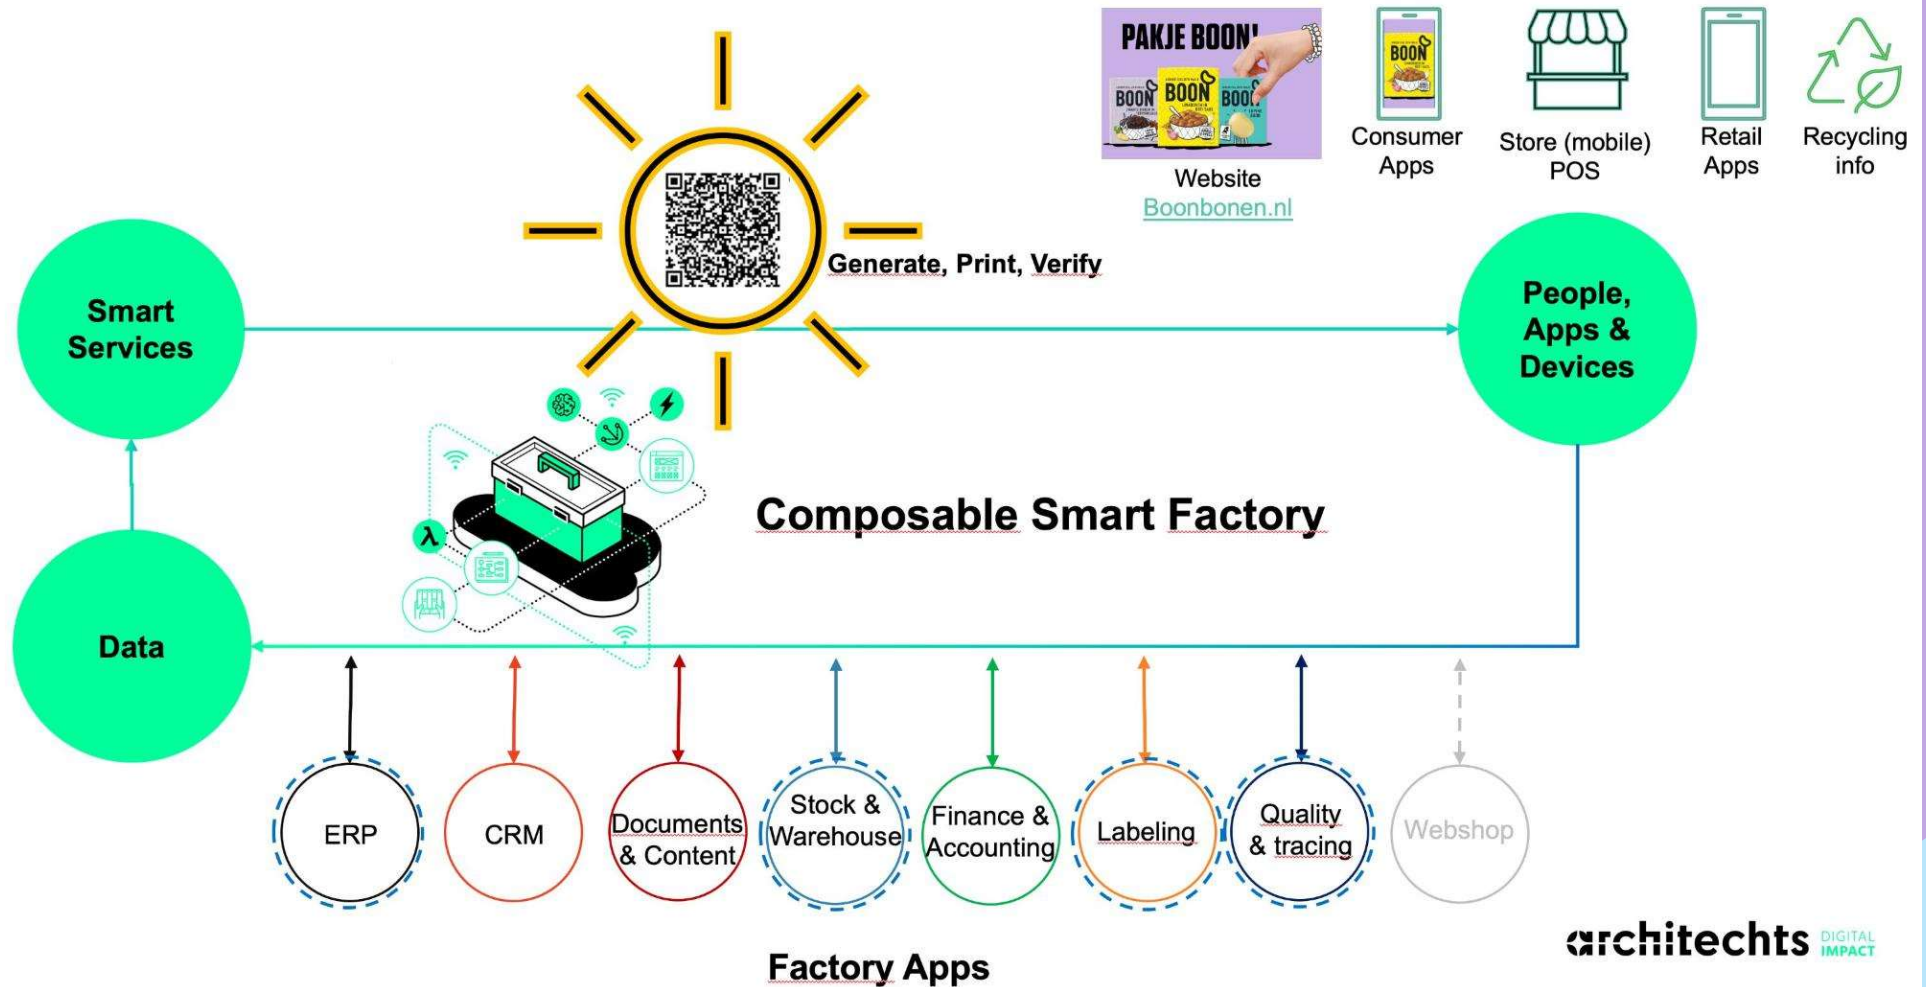 PAKJE BOON!
BOON
BOON
BOON
BOON
Website
Boonbonen.nl
Consumer
Apps
Store (mobile)
POS
Retail
Apps
Recycling
info
Generate, Print, Verify
Smart
Services
People,
Apps &
Devices
λ
Composable Smart Factory
Data
ERP
CRM
Documents
& Content
Stock &
Warehouse
Finance &
Accounting
Labeling
Quality
& tracing
Webshop
Factory Apps
architechts DIGITAL
IMPACT